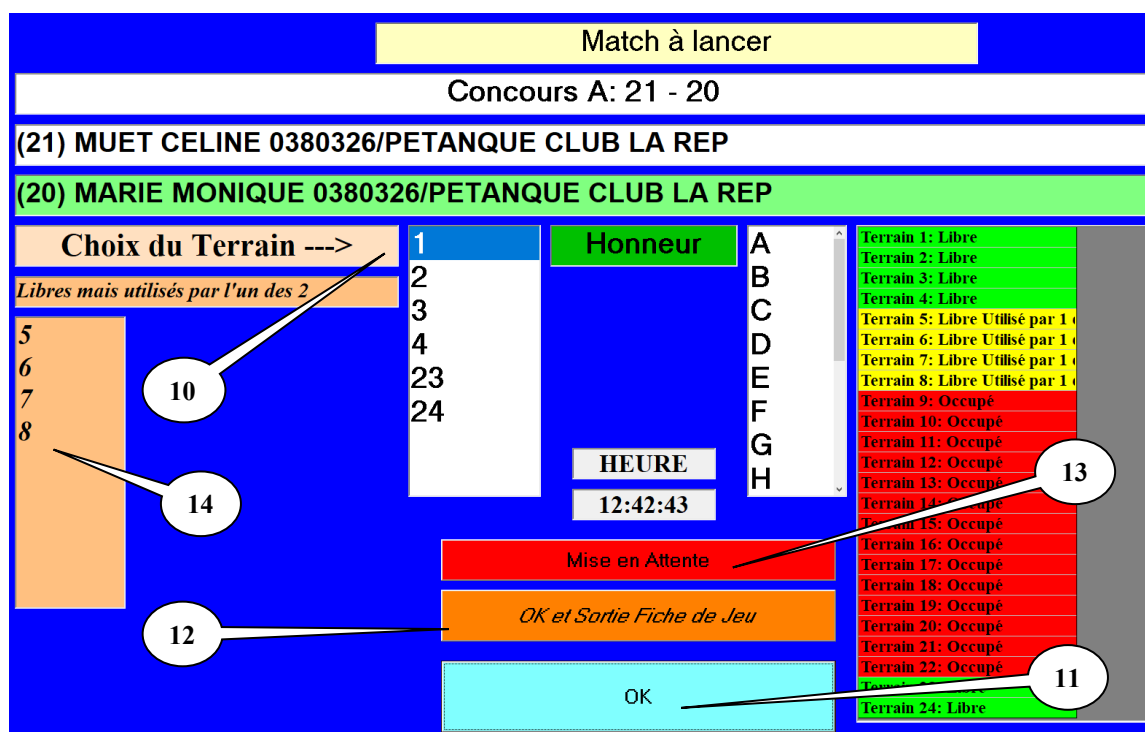 Match à lancer
Concours A: 21 - 20
(21) MUET CELINE 0380326/PETANQUE CLUB LA REP
(20) MARIE MONIQUE 0380326/PETANQUE CLUB LA REP
Choix du Terrain --->
Libres mais utilisés par l'un des 2
5
6
7
8
10
14
12
1
2
3
4
23
24
Honneur
HEURE
12:42:43
A
B
C
D
E
F
G
H
Mise en Attente
OK et Sortie Fiche de Jeu
OK
Terrain 1: Libre
Terrain 2: Libre
Terrain 3: Libre
Terrain 4: Libre
Terrain 5: Libre Utilisé par 1
Terrain 6: Libre Utilisé par 1
Terrain 7: Libre Utilisé par 1
Terrain 8: Libre Utilisé par 1
Terrain 9: Occupé
Terrain 10: Occupé
Terrain 11: Occupé
Terrain 12: Occupé
Terrain 13: Occupé
Terrain 14: Occupé
Terrain 15: Occupé
Terrain 16: Occupé
Terrain 17: Occupé
Terrain 18: Occupé
Terrain 19: Occupé
Terrain 20: Occupé
Terrain 21: Occupé
Terrain 22: Occupé
Libre
Terrain 24: Libre
13
11